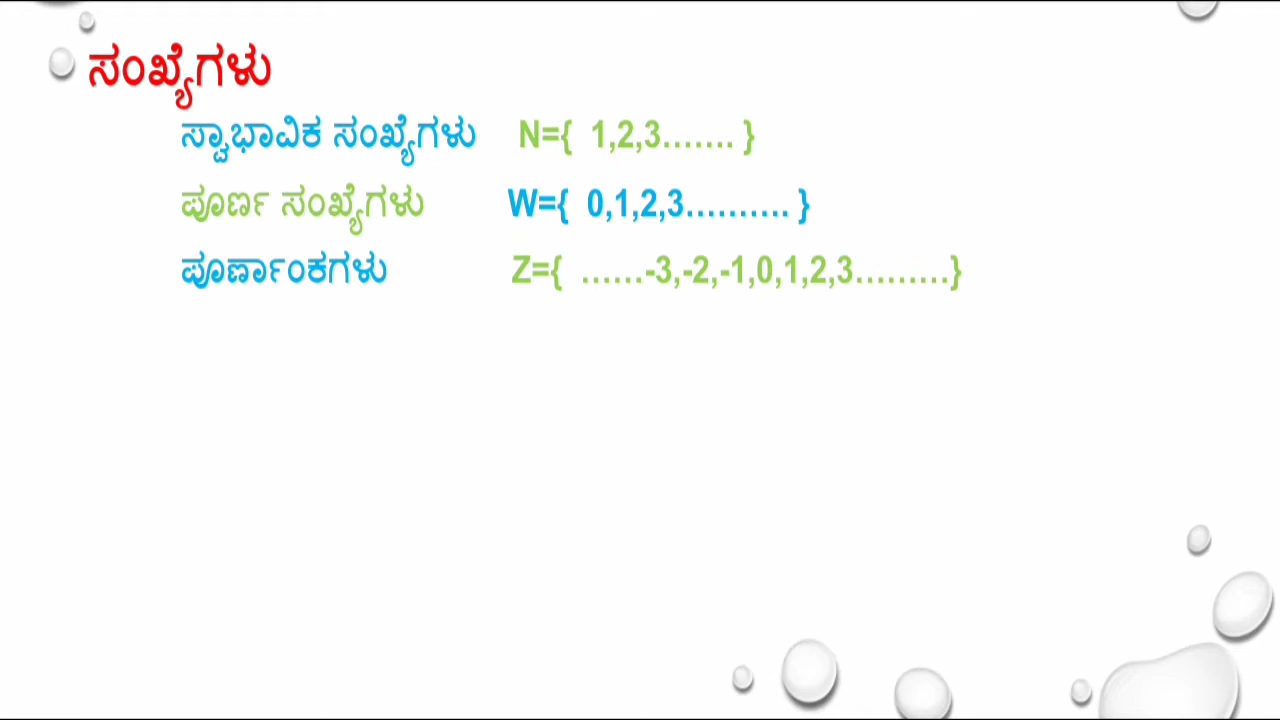 ಸಂಖ್ಯೆಗಳು
ಸ್ವಾಭಾವಿಕ ಸಂಖ್ಯೆಗಳು N={ 1,2,3....... }
ಪೂರ್ಣ ಸಂಖ್ಯೆಗಳು W={ 0,1,2,3.......... }
ಪೂರ್ಣಾಂಕಗಳು Z={ ......-3,-2,-1,0,1,2,3.........}